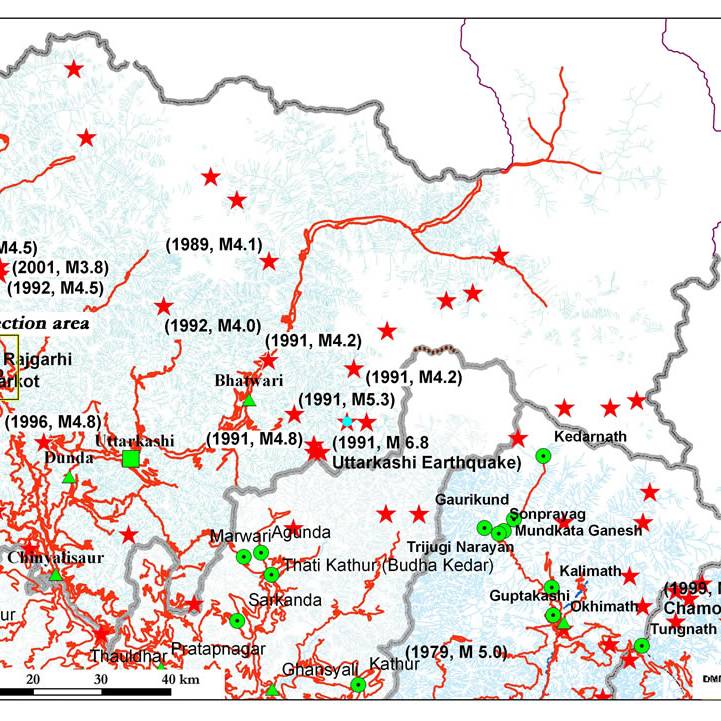 (1989, M4.1)
M4.5)
(2001, M3.8)
(1992, M4.5)
ection area
(1992, M4.0)
(1991, M4.2)
Rajgarhi
arkot
Bhatwari
(1991, M4.2)
(1991, M5.3)
(1996, M4.8)
Uttarkashi
(1991, M4.8)
(1991, M 6.8
Uttarkashi Earthquake)
Kedarnath
Dunda
Gaurikund
Sonprayag
Marwari
Agunda
Mundkata Ganesh
Trijugi Narayan
Chinyalisaur
Thati Kathur (Budha Kedar)
Kalimath
(1999, M
Guptakashi
Okhimath
Chamo
Sarkanda
ur
Tungnath
Thauldhar
Pratapnagar
(1979, M 5.0)
Ghansyali
Kathur
DMM
20 30 40 km